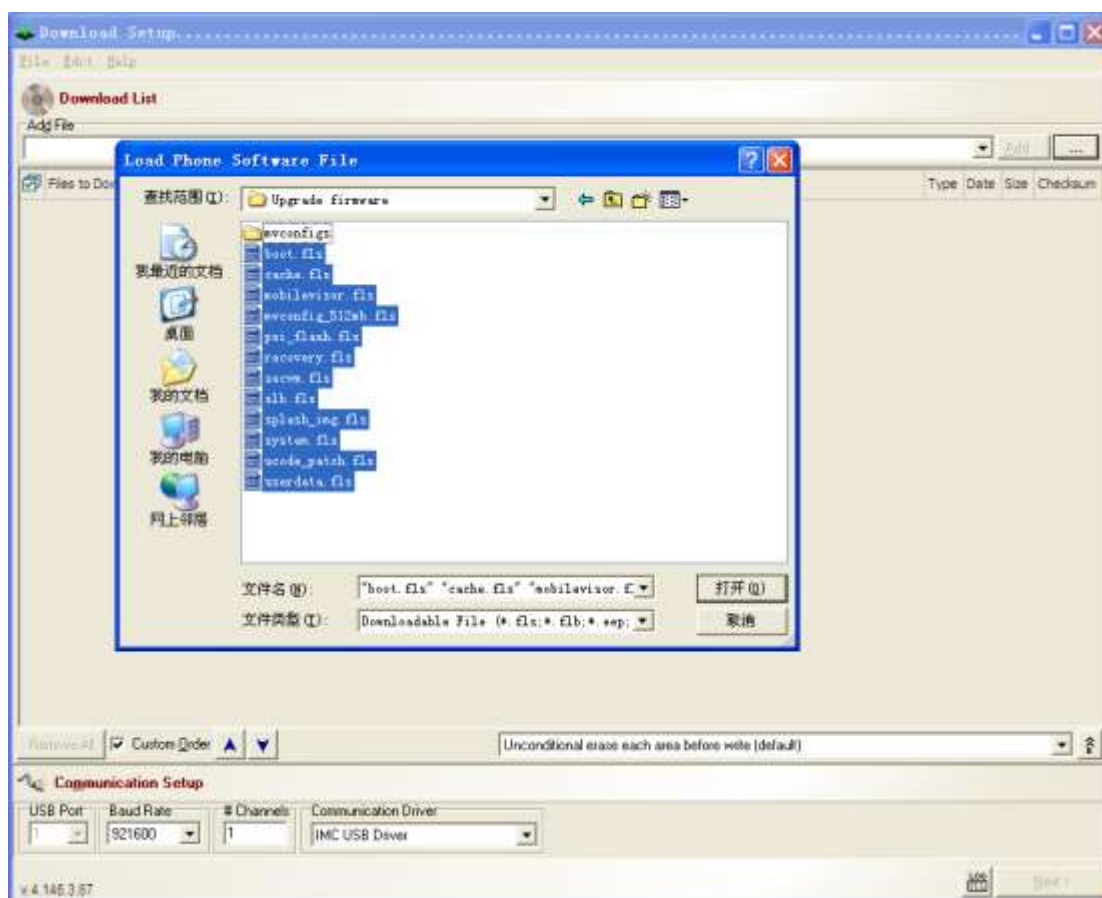 Download Setup
File Edit Help
Download List
Add File
Add ...
Files to Dow
Type Date Size Checksum
Load Phone Software File
查找范围(I): Upgrade firmware
mvconfigs
boot.fls
cache.fls
mobilevisor.fls
mvconfig_512mb.fls
psi_flash.fls
recovery.fls
secvm.fls
slb.fls
splash_img.fls
system.fls
ucode_patch.fls
userdata.fls
我最近的文档
桌面
我的文档
我的电脑
网上邻居
文件名(N): "boot.fls" "cache.fls" "mobilevisor.f 打开(O)
文件类型(T): Downloadable File (*.fls;*.flb;*.eep; 取消
Remove All Custom Order Unconditional erase each area before write (default)
Communication Setup
USB Port Baud Rate # Channels Communication Driver
1 921600 1 IMC USB Driver
LOG Next >